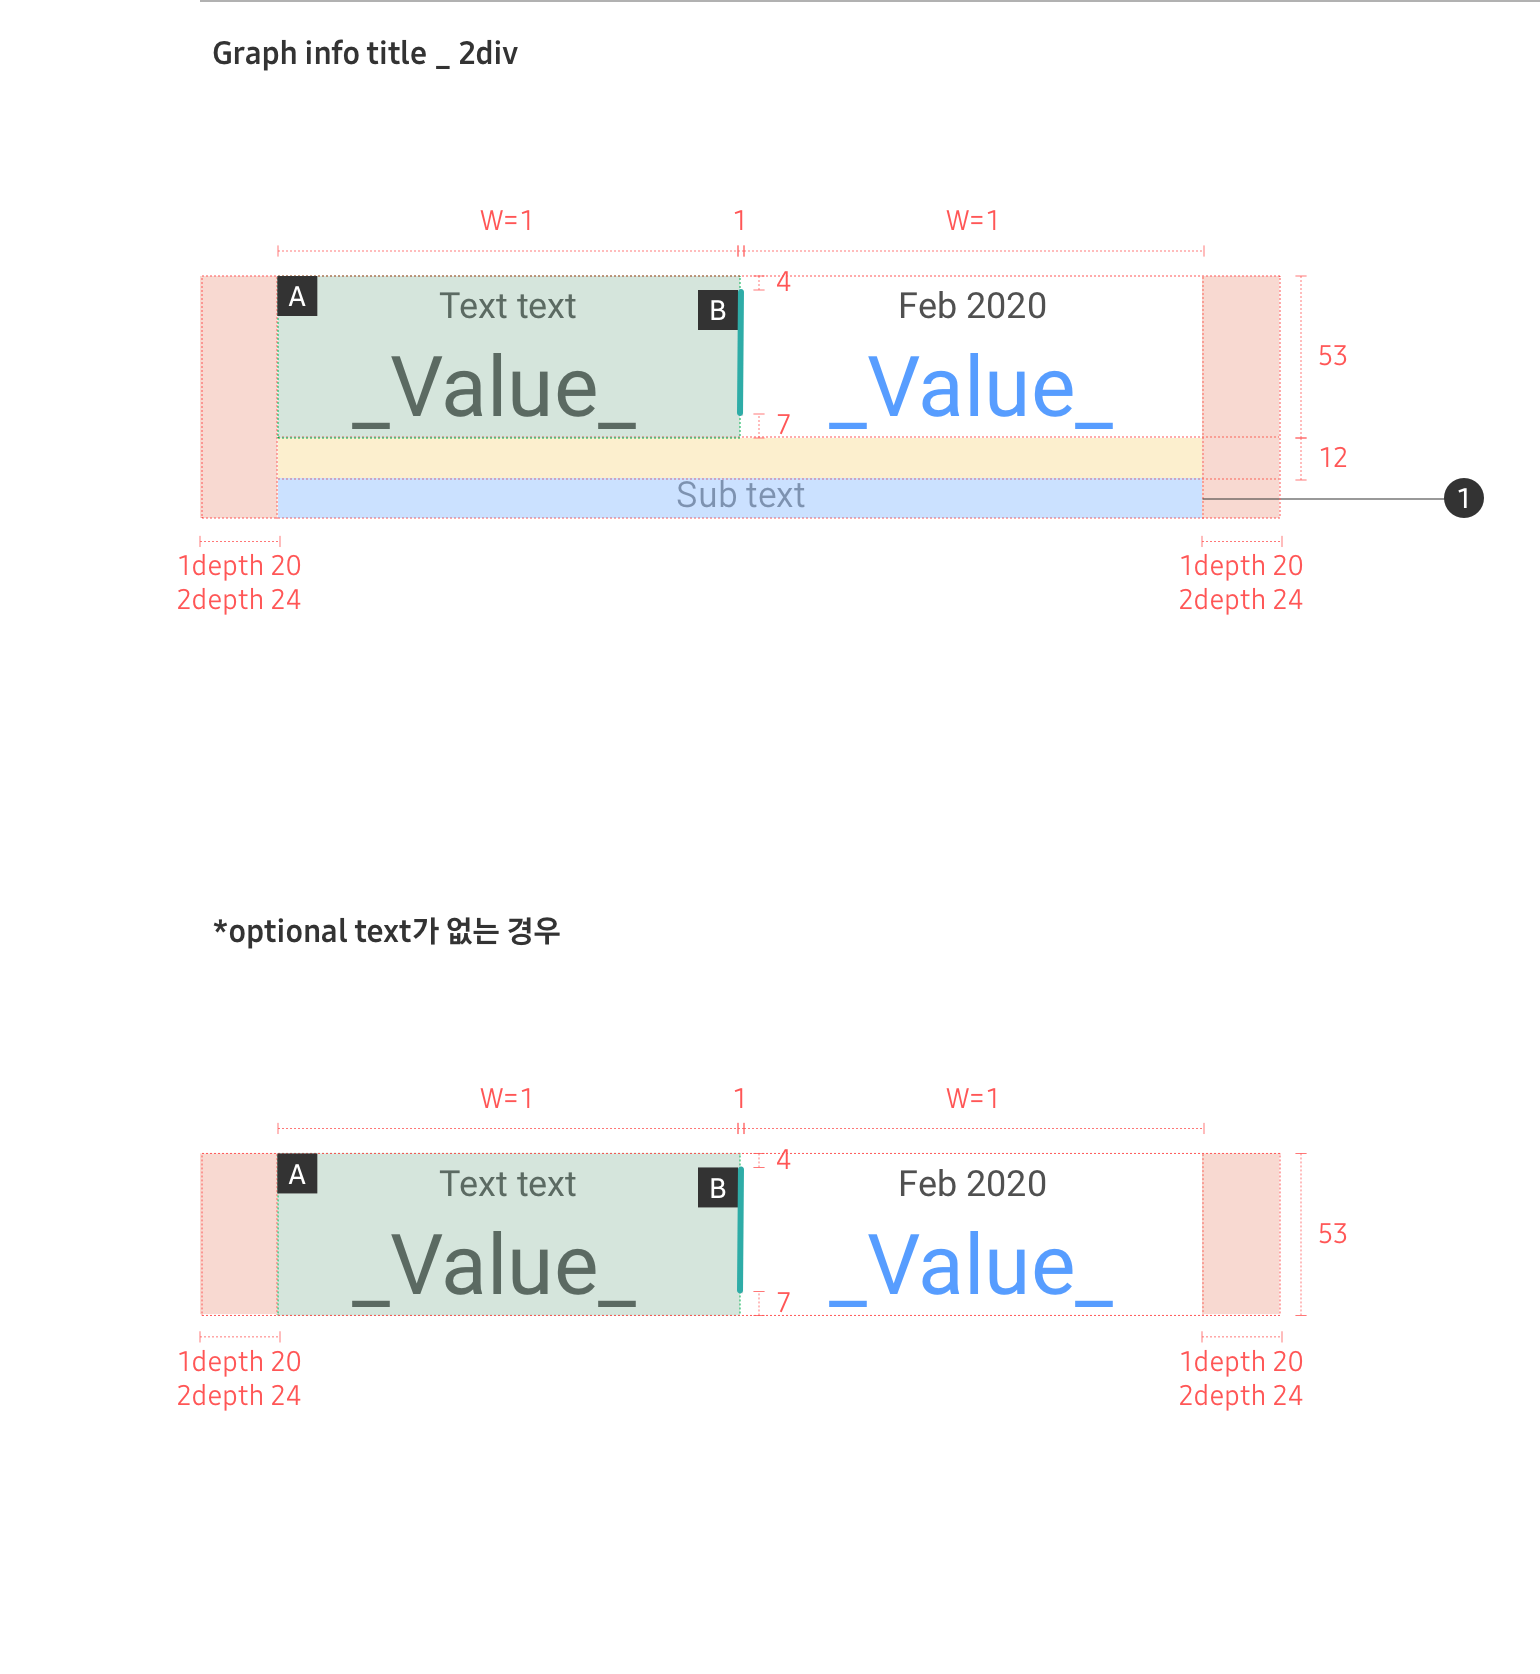 Graph info title _ 2div
W=1 1 W=1
A Text text B 4 Feb 2020
_Value_ _Value_ 53
7
12
Sub text
1
1depth 20 1depth 20
2depth 24 2depth 24
*optional text가 없는 경우
W=1 1 W=1
A Text text B 4 Feb 2020
_Value_ _Value_ 53
7
1depth 20 1depth 20
2depth 24 2depth 24